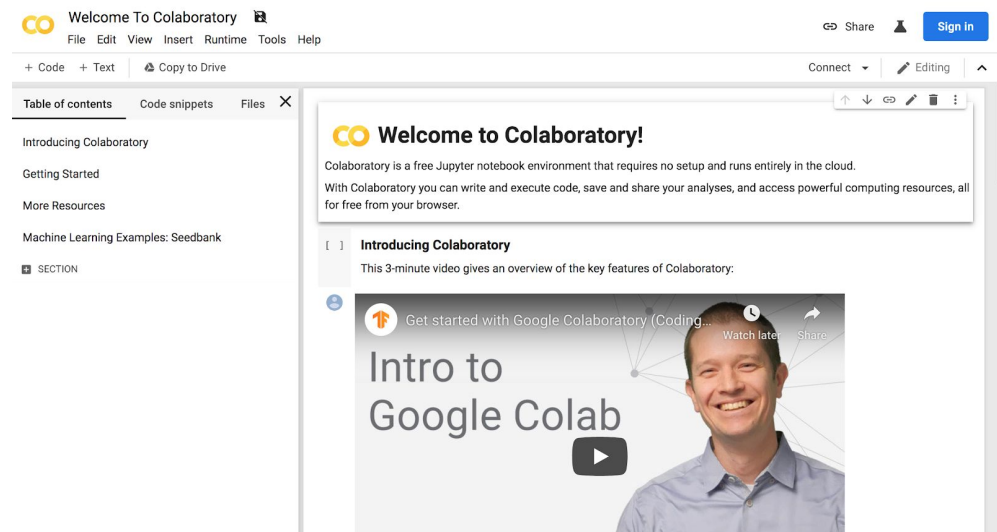 Welcome To Colaboratory
File Edit View Insert Runtime Tools Help
Share
Sign in
+ Code + Text Copy to Drive
Connect
Editing
Table of contents Code snippets Files
Introducing Colaboratory
Getting Started
More Resources
Machine Learning Examples: Seedbank
SECTION
Welcome to Colaboratory!
Colaboratory is a free Jupyter notebook environment that requires no setup and runs entirely in the cloud.
With Colaboratory you can write and execute code, save and share your analyses, and access powerful computing resources, all
for free from your browser.
[ ] Introducing Colaboratory
This 3-minute video gives an overview of the key features of Colaboratory:
Get started with Google Colaboratory (Coding...
Watch later Share
Intro to
Google Colab